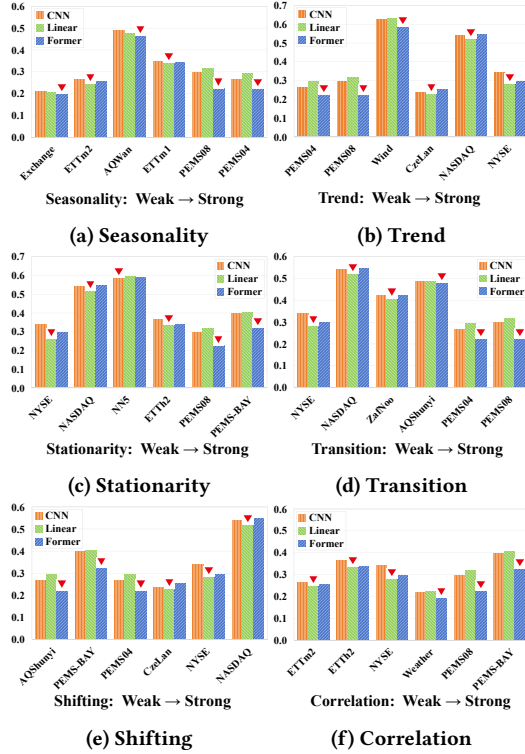 CNN
Linear
Former
0.6
0.5
0.4
0.3
0.2
0.1
0.0
Exchange
ETTm2
AQWan
ETTm1
PEMS08
PEMS04
Seasonality: Weak → Strong
(a) Seasonality
CNN
Linear
Former
0.7
0.6
0.5
0.4
0.3
0.2
0.1
0.0
PEMS04
PEMS08
Wind
CzeLan
NASDAQ
NYSE
Trend: Weak → Strong
(b) Trend
CNN
Linear
Former
0.7
0.6
0.5
0.4
0.3
0.2
0.1
0.0
NYSE
NASDAQ
NN5
ETTh2
PEMS08
PEMS-BAY
Stationarity: Weak → Strong
(c) Stationarity
CNN
Linear
Former
0.6
0.5
0.4
0.3
0.2
0.1
0.0
NYSE
NASDAQ
ZafNoo
AQShunyi
PEMS04
PEMS08
Transition: Weak → Strong
(d) Transition
CNN
Linear
Former
0.6
0.5
0.4
0.3
0.2
0.1
0.0
AQShunyi
PEMS-BAY
PEMS04
CzeLan
NYSE
NASDAQ
Shifting: Weak → Strong
(e) Shifting
CNN
Linear
Former
0.6
0.5
0.4
0.3
0.2
0.1
0.0
ETTm2
ETTh2
NYSE
Weather
PEMS08
PEMS-BAY
Correlation: Weak → Strong
(f) Correlation